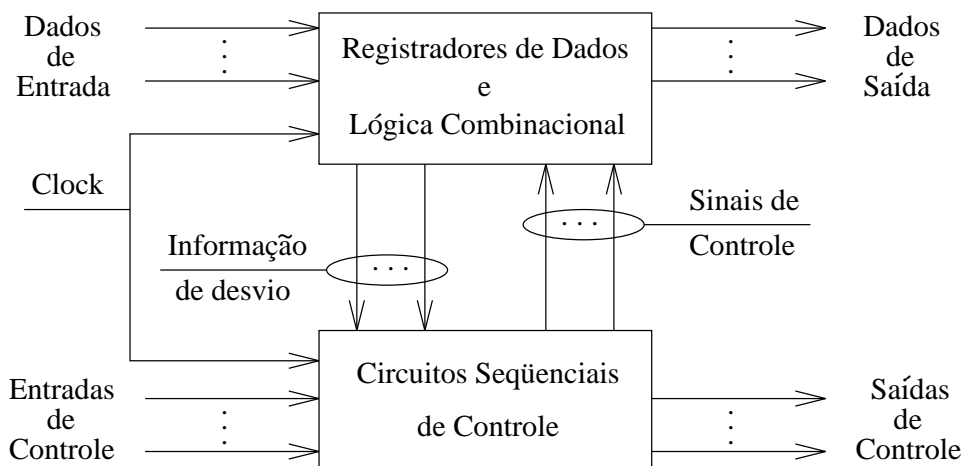 Dados
de
Entrada
Registradores de Dados
e
Lógica Combinacional
Dados
de
Saída
Clock
Informação
de desvio
Sinais de
Controle
Entradas
de
Controle
Circuitos Seqüenciais
de Controle
Saídas
de
Controle